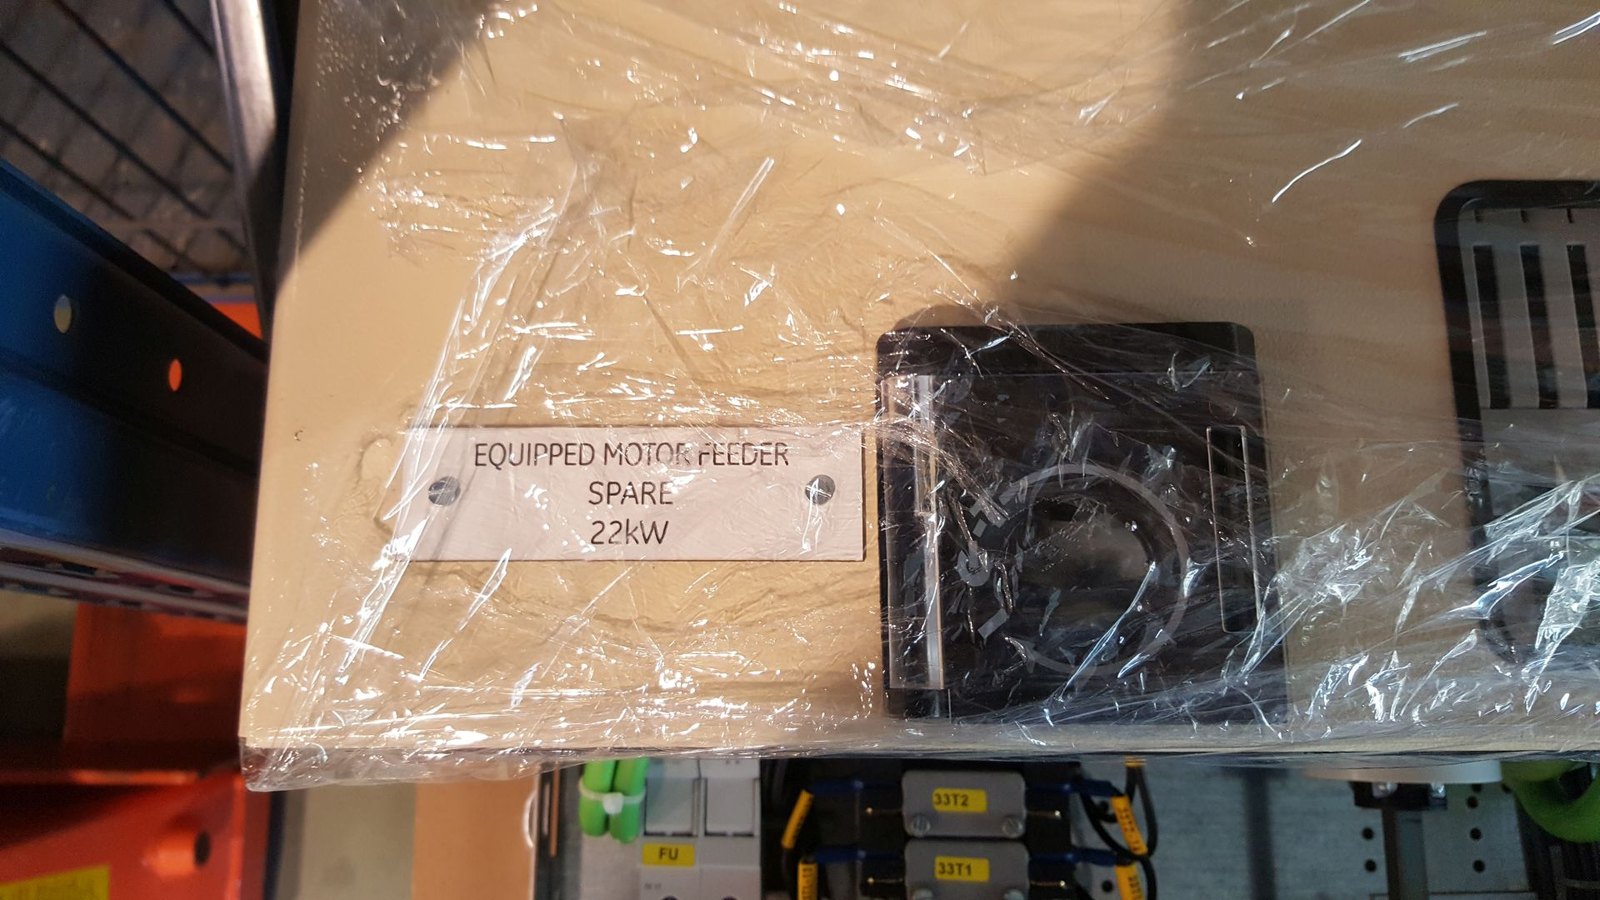 EQUIPPED MOTOR FEEDER
SPARE
22kW
33T2
FU
33T1